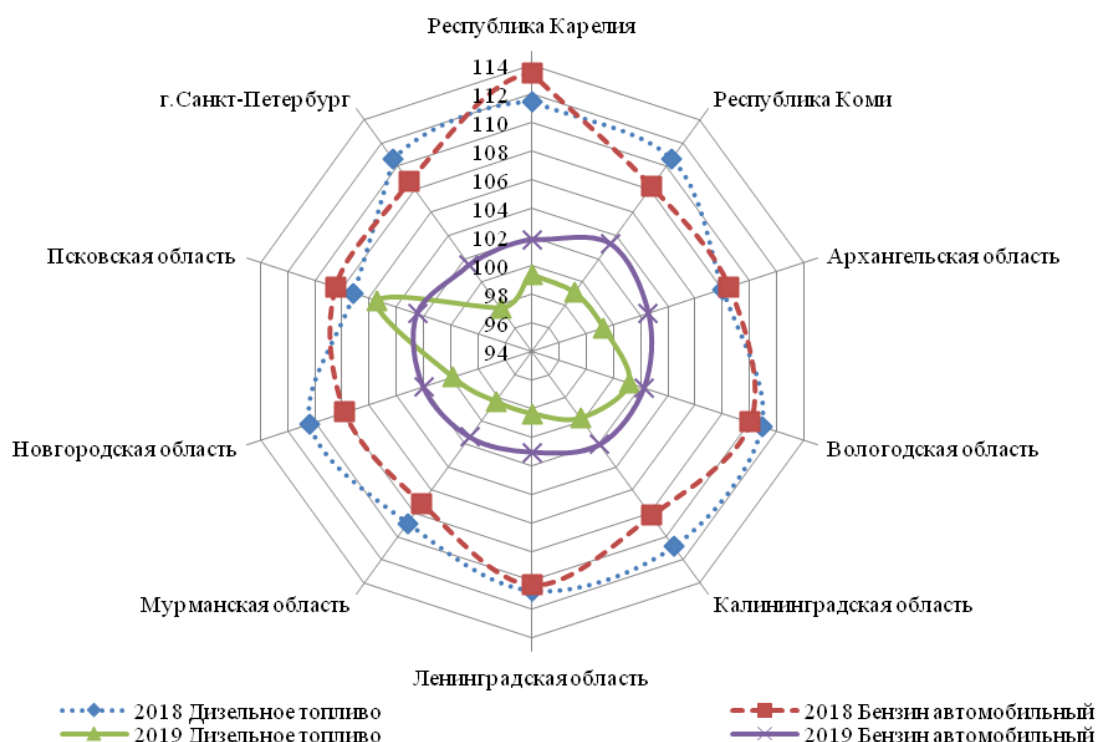 Республика Карелия
114
г.Санкт-Петербург
Республика Коми
112
110
108
106
104
Псковская область
Архангельская область
102
100
98
96
94
Новгородская область
Вологодская область
Мурманская область
Калининградская область
Ленинградская область
2018 Дизельное топливо
2018 Бензин автомобильный
2019 Дизельное топливо
2019 Бензин автомобильный